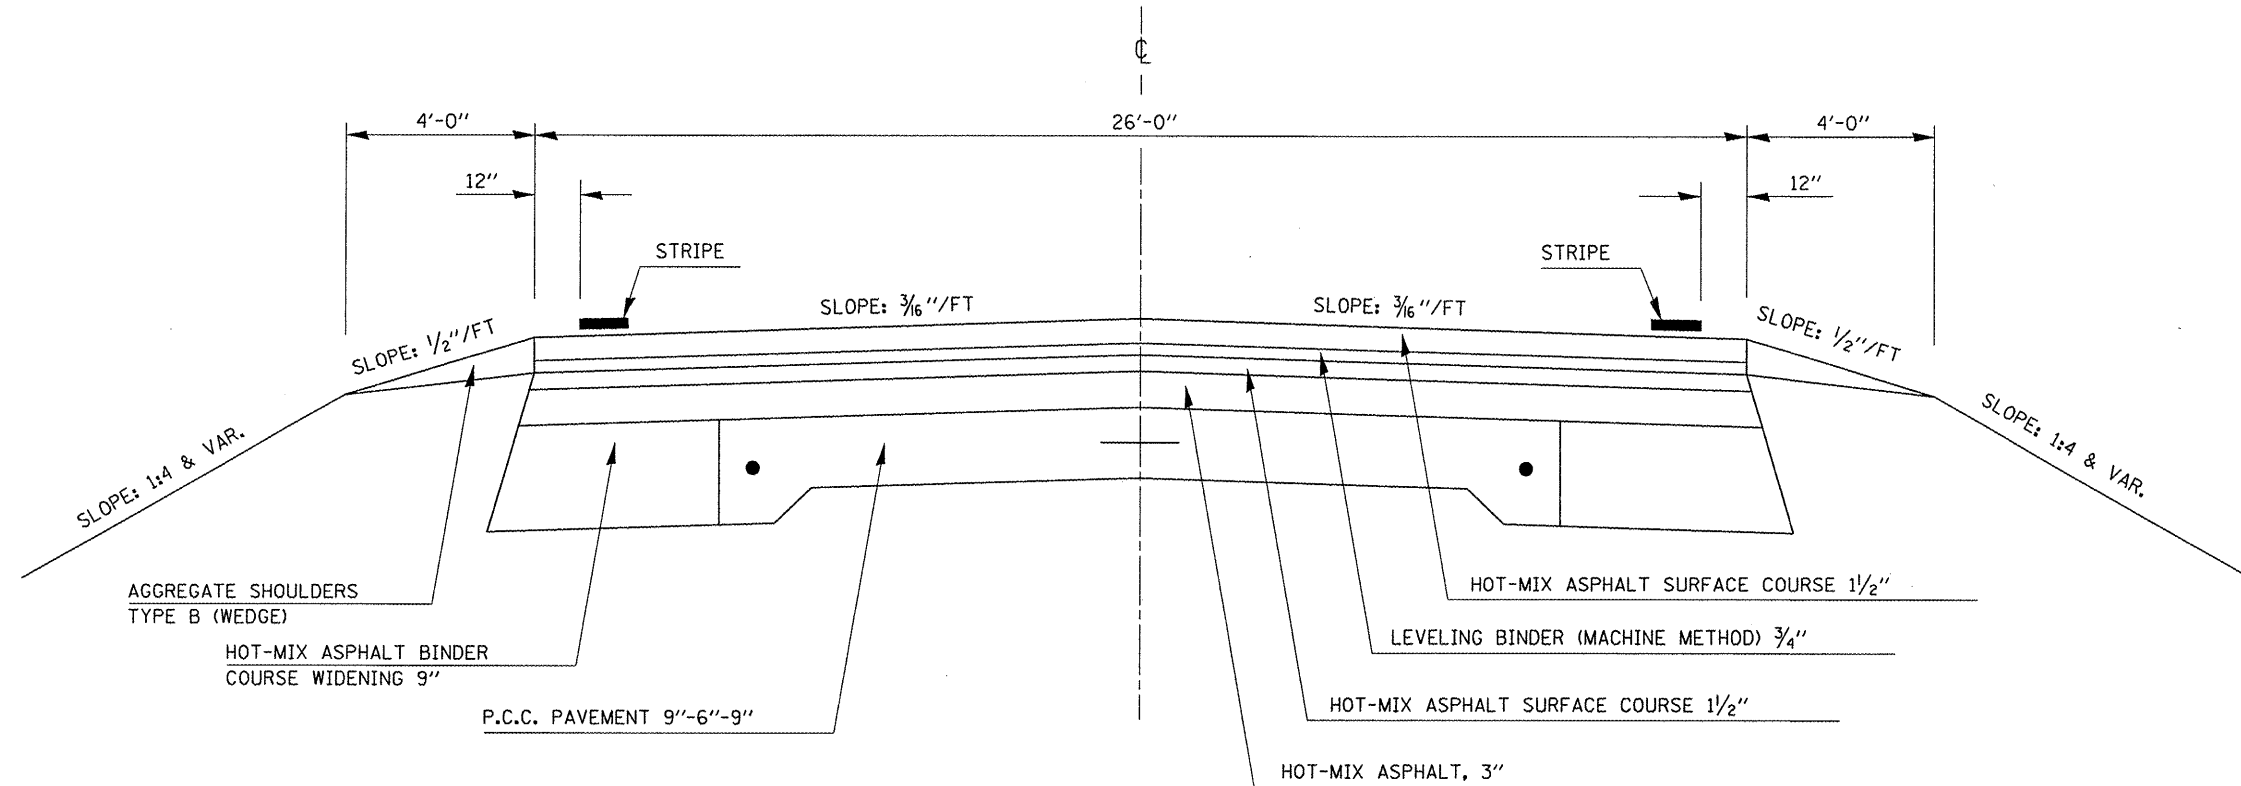 ℄
4'-0"
26'-0"
4'-0"
12"
12"
STRIPE
STRIPE
SLOPE: 1/2"/FT
SLOPE: 3/16"/FT
SLOPE: 3/16"/FT
SLOPE: 1/2"/FT
SLOPE: 1:4 & VAR.
SLOPE: 1:4 & VAR.
AGGREGATE SHOULDERS
TYPE B (WEDGE)
HOT-MIX ASPHALT BINDER
COURSE WIDENING 9"
P.C.C. PAVEMENT 9"-6"-9"
HOT-MIX ASPHALT SURFACE COURSE 1 1/2"
LEVELING BINDER (MACHINE METHOD) 3/4"
HOT-MIX ASPHALT SURFACE COURSE 1 1/2"
HOT-MIX ASPHALT, 3"